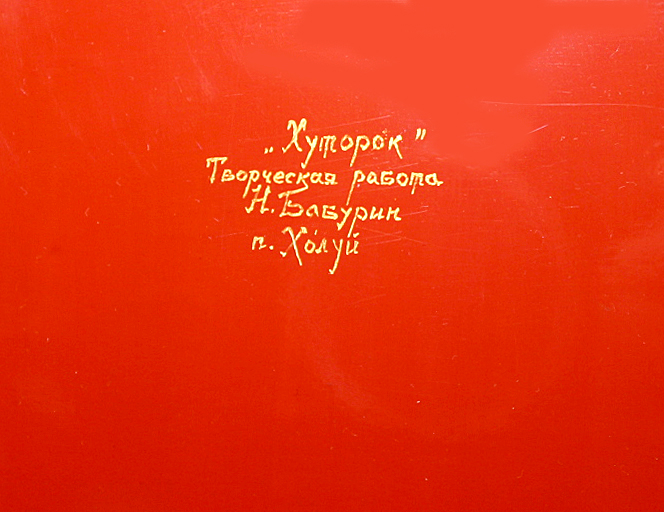 „Хуторок"
Творческая работа
Н. Бабурин
п. Холуй